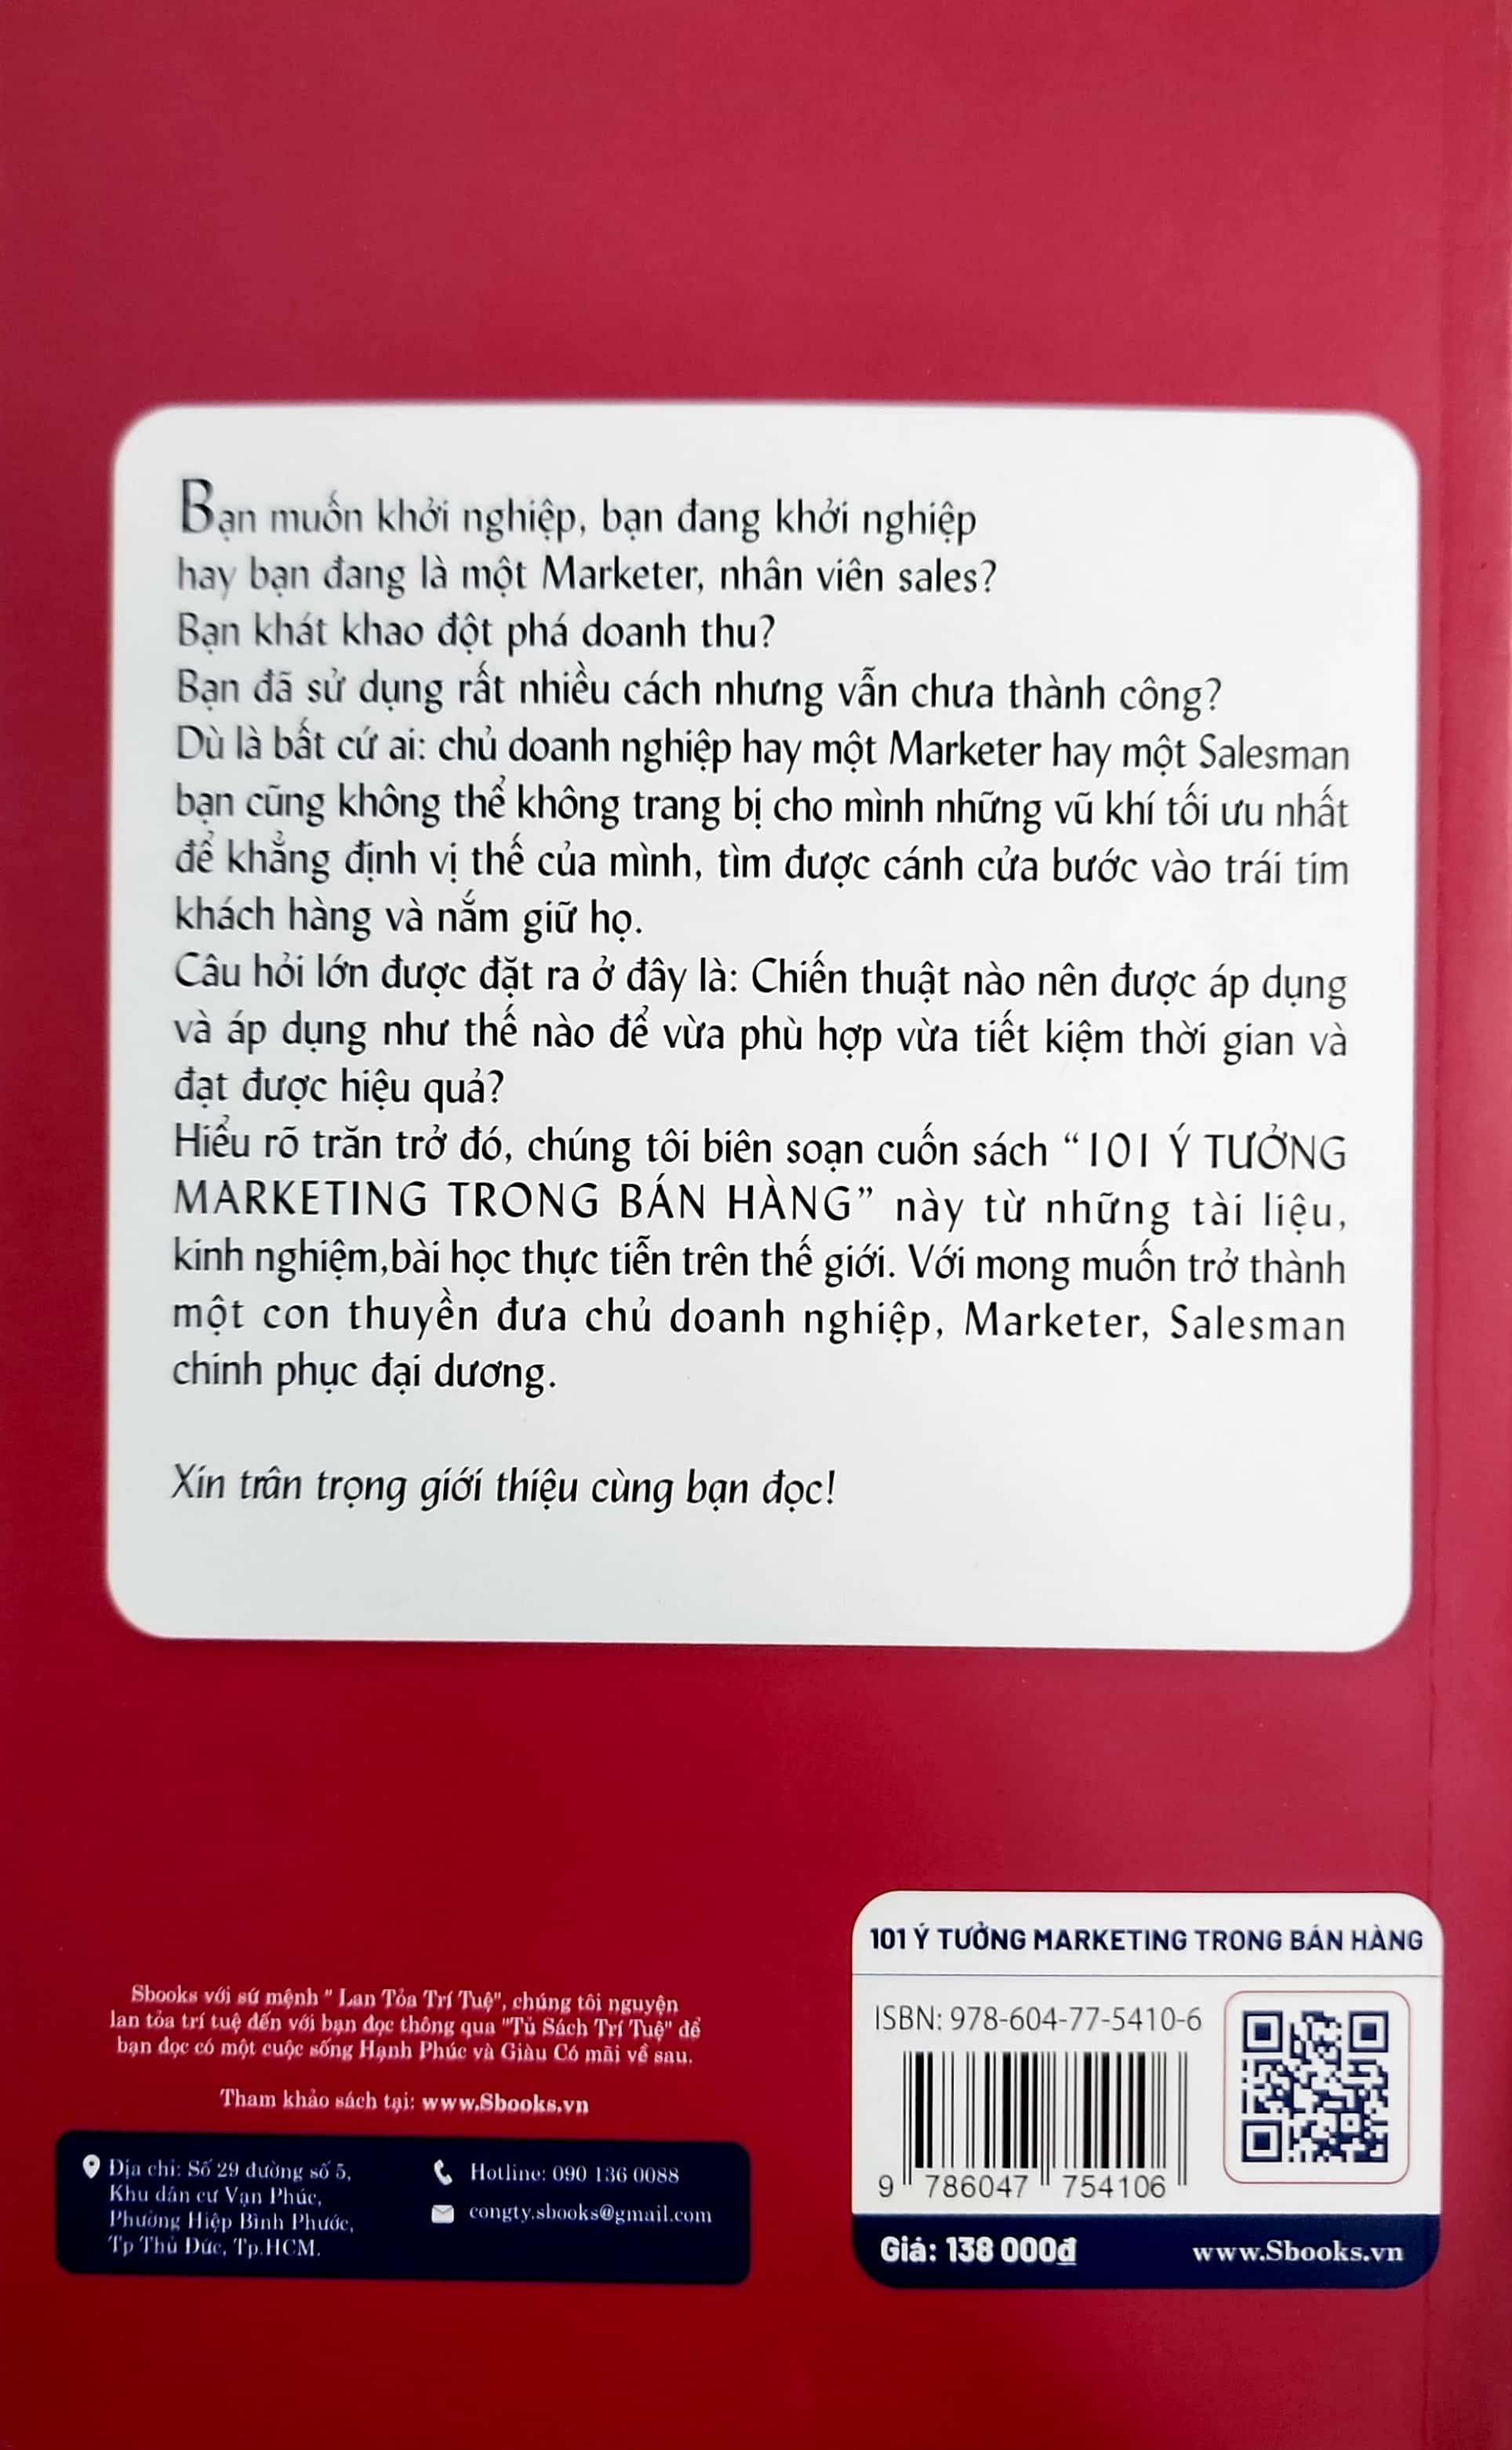 Bạn muốn khởi nghiệp, bạn đang khởi nghiệp
hay bạn đang là một Marketer, nhân viên sales?
Bạn khát khao đột phá doanh thu?
Bạn đã sử dụng rất nhiều cách nhưng vẫn chưa thành công?
Dù là bất cứ ai: chủ doanh nghiệp hay một Marketer hay một Salesman
bạn cũng không thể không trang bị cho mình những vũ khí tối ưu nhất
để khẳng định vị thế của mình, tìm được cánh cửa bước vào trái tim
khách hàng và nắm giữ họ.
Câu hỏi lớn được đặt ra ở đây là: Chiến thuật nào nên được áp dụng
và áp dụng như thế nào để vừa phù hợp vừa tiết kiệm thời gian và
đạt được hiệu quả?
Hiểu rõ trăn trở đó, chúng tôi biên soạn cuốn sách “101 Ý TƯỞNG
MARKETING TRONG BÁN HÀNG” này từ những tài liệu,
kinh nghiệm,bài học thực tiễn trên thế giới. Với mong muốn trở thành
một con thuyền đưa chủ doanh nghiệp, Marketer, Salesman
chinh phục đại dương.
Xin trân trọng giới thiệu cùng bạn đọc!
Sbooks với sứ mệnh " Lan Tỏa Trí Tuệ", chúng tôi nguyện
lan tỏa trí tuệ đến với bạn đọc thông qua "Tủ Sách Trí Tuệ" để
bạn đọc có một cuộc sống Hạnh Phúc và Giàu Có mãi về sau.
Tham khảo sách tại: www.Sbooks.vn
Địa chỉ: Số 29 đường số 5,
Khu dân cư Vạn Phúc,
Phường Hiệp Bình Phước,
Tp Thủ Đức, Tp.HCM.
Hotline: 090 136 0088
congty.sbooks@gmail.com
101 Ý TƯỞNG MARKETING TRONG BÁN HÀNG
ISBN: 978-604-77-5410-6
9 786047 754106
Giá: 138 000đ
www.Sbooks.vn